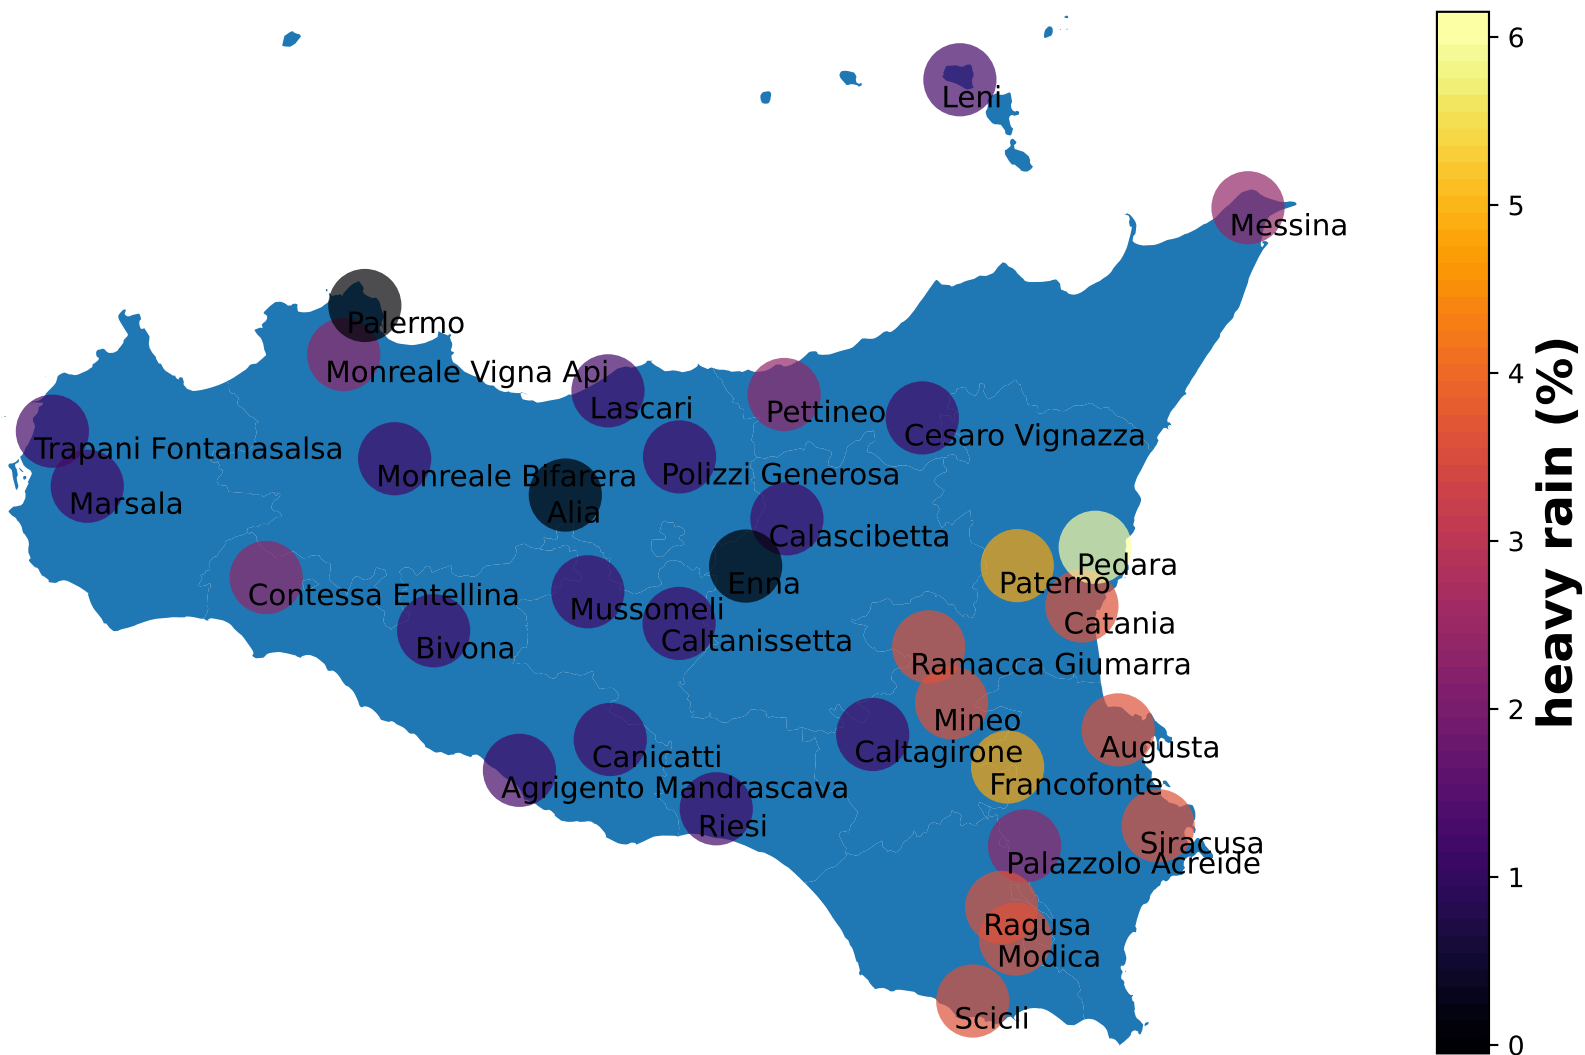 6
Leni
5
Messina
Palermo
Monreale Vigna Api
4
Lascari
Pettineo
Cesaro Vignazza
Trapani Fontanasalsa
Monreale Bifarera
Polizzi Generosa
Marsala
Alia
Calascibetta
heavy rain (%)
3
Pedara
Enna
Paterno
Contessa Entellina
Mussomeli
Catania
Caltanissetta
Bivona
Ramacca Giumarra
2
Mineo
Augusta
Caltagirone
Canicatti
Francofonte
Agrigento Mandrascava
Riesi
Siracusa
Palazzolo Acreide
1
Ragusa
Modica
Scicli
0